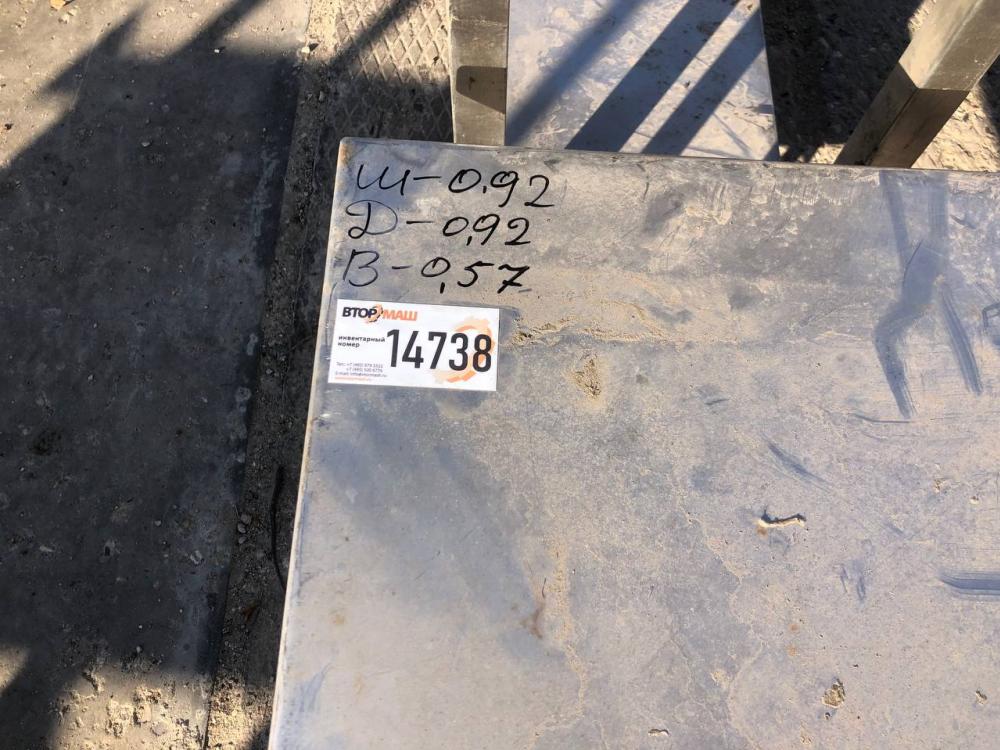 Ш-0,92
Д-0,92
В-0,57
ВТОРМАШ
инвентарный
номер
14738